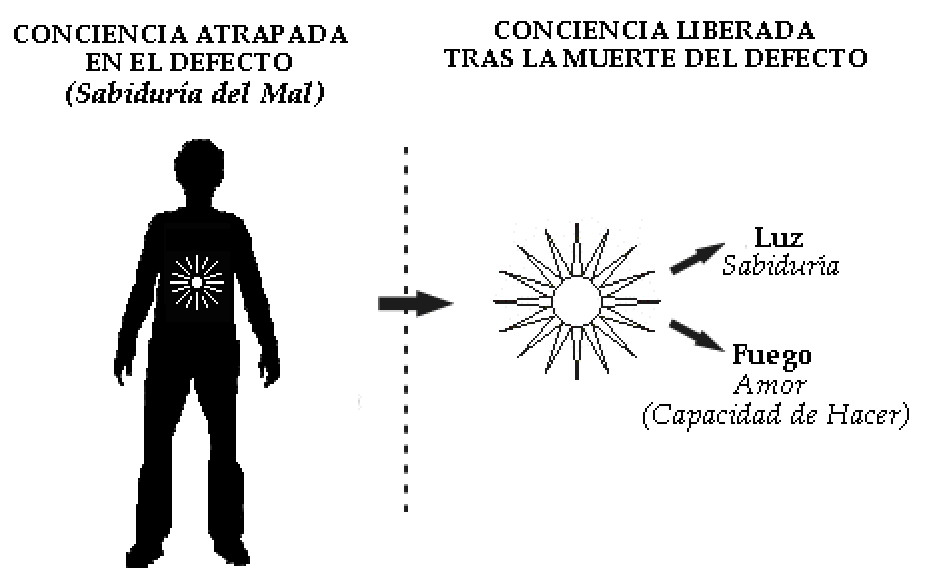 CONCIENCIA ATRAPADA
EN EL DEFECTO
(Sabiduría del Mal)
CONCIENCIA LIBERADA
TRAS LA MUERTE DEL DEFECTO
Luz
Sabiduría
Fuego
Amor
(Capacidad de Hacer)